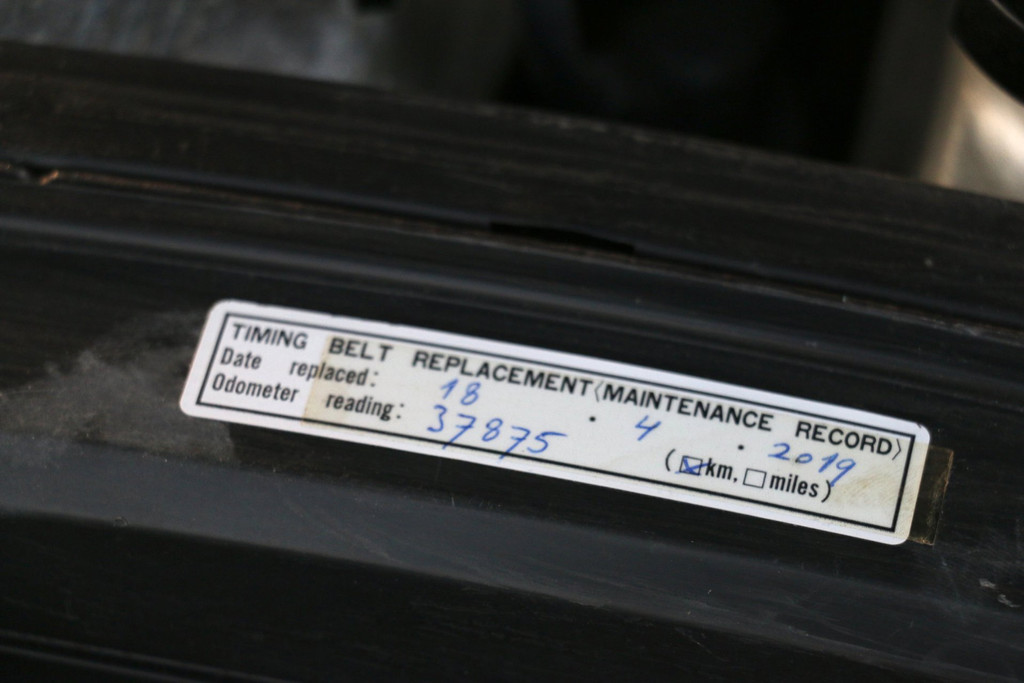 TIMING BELT REPLACEMENT (MAINTENANCE RECORD)
Date replaced: 18 . 4 . 2019
Odometer reading: 37875 (☒km, ☐miles)